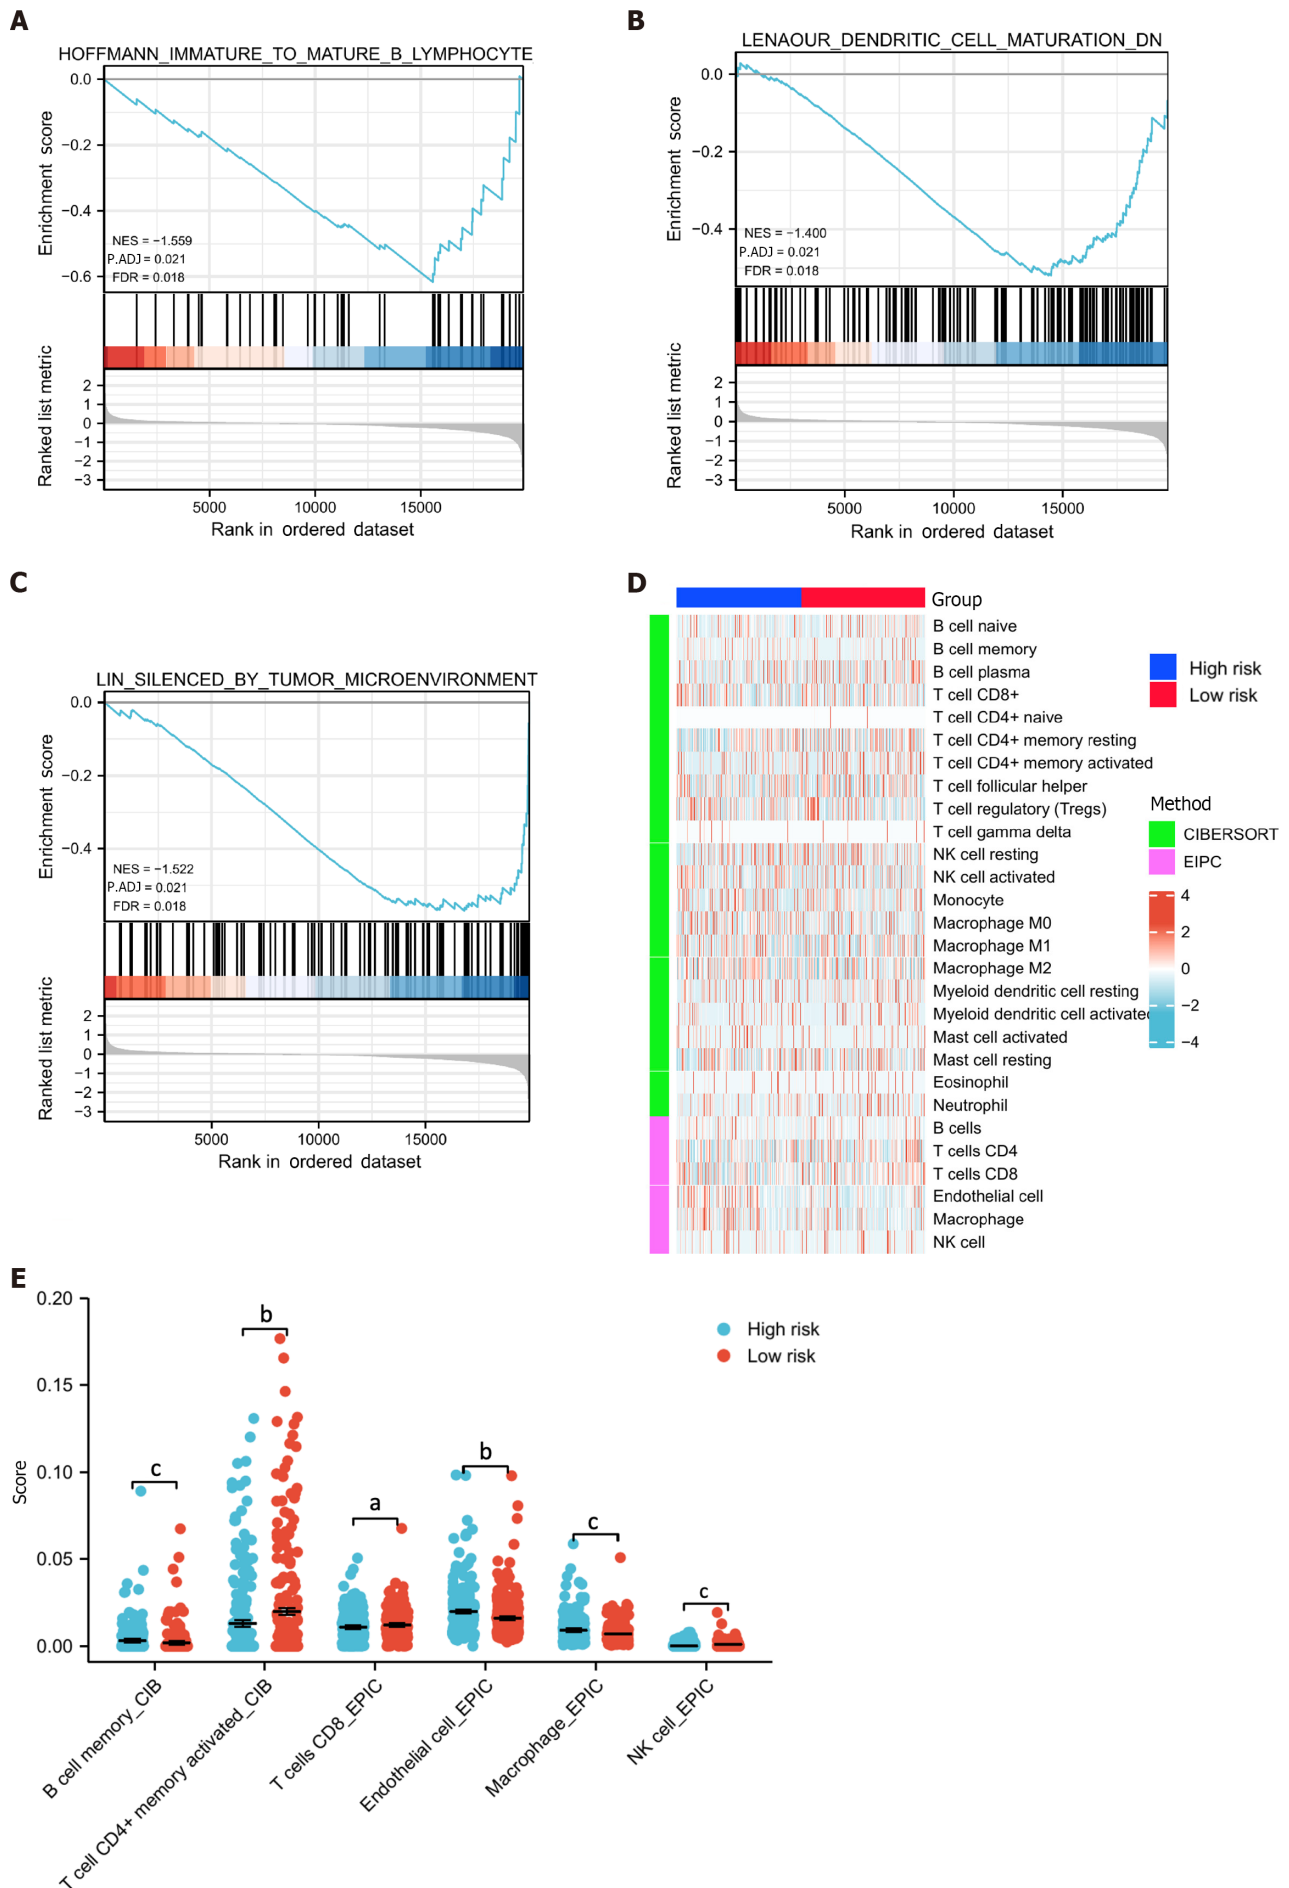 A
HOFFMANN_IMMATURE_TO_MATURE_B_LYMPHOCYTE
Enrichment score
0.0
−0.2
−0.4
−0.6
NES = −1.559
P.ADJ = 0.021
FDR = 0.018
Ranked list metric
2
1
0
−1
−2
−3
5000 10000 15000
Rank in ordered dataset
B
LENAOUR_DENDRITIC_CELL_MATURATION_DN
Enrichment score
0.0
−0.2
−0.4
NES = −1.400
P.ADJ = 0.021
FDR = 0.018
Ranked list metric
2
1
0
−1
−2
−3
5000 10000 15000
Rank in ordered dataset
C
LIN_SILENCED_BY_TUMOR_MICROENVIRONMENT
Enrichment score
0.0
−0.2
−0.4
NES = −1.522
P.ADJ = 0.021
FDR = 0.018
Ranked list metric
2
1
0
−1
−2
−3
5000 10000 15000
Rank in ordered dataset
D
Group
B cell naive
B cell memory
B cell plasma
T cell CD8+
T cell CD4+ naive
T cell CD4+ memory resting
T cell CD4+ memory activated
T cell follicular helper
T cell regulatory (Tregs)
T cell gamma delta
NK cell resting
NK cell activated
Monocyte
Macrophage M0
Macrophage M1
Macrophage M2
Myeloid dendritic cell resting
Myeloid dendritic cell activated
Mast cell activated
Mast cell resting
Eosinophil
Neutrophil
B cells
T cells CD4
T cells CD8
Endothelial cell
Macrophage
NK cell
High risk
Low risk
Method
CIBERSORT
EIPC
4
2
0
−2
−4
E
Score
0.20
0.15
0.10
0.05
0.00
c
b
a
b
c
c
High risk
Low risk
B cell memory_CIB
T cell CD4+ memory activated_CIB
T cells CD8_EPIC
Endothelial cell_EPIC
Macrophage_EPIC
NK cell_EPIC